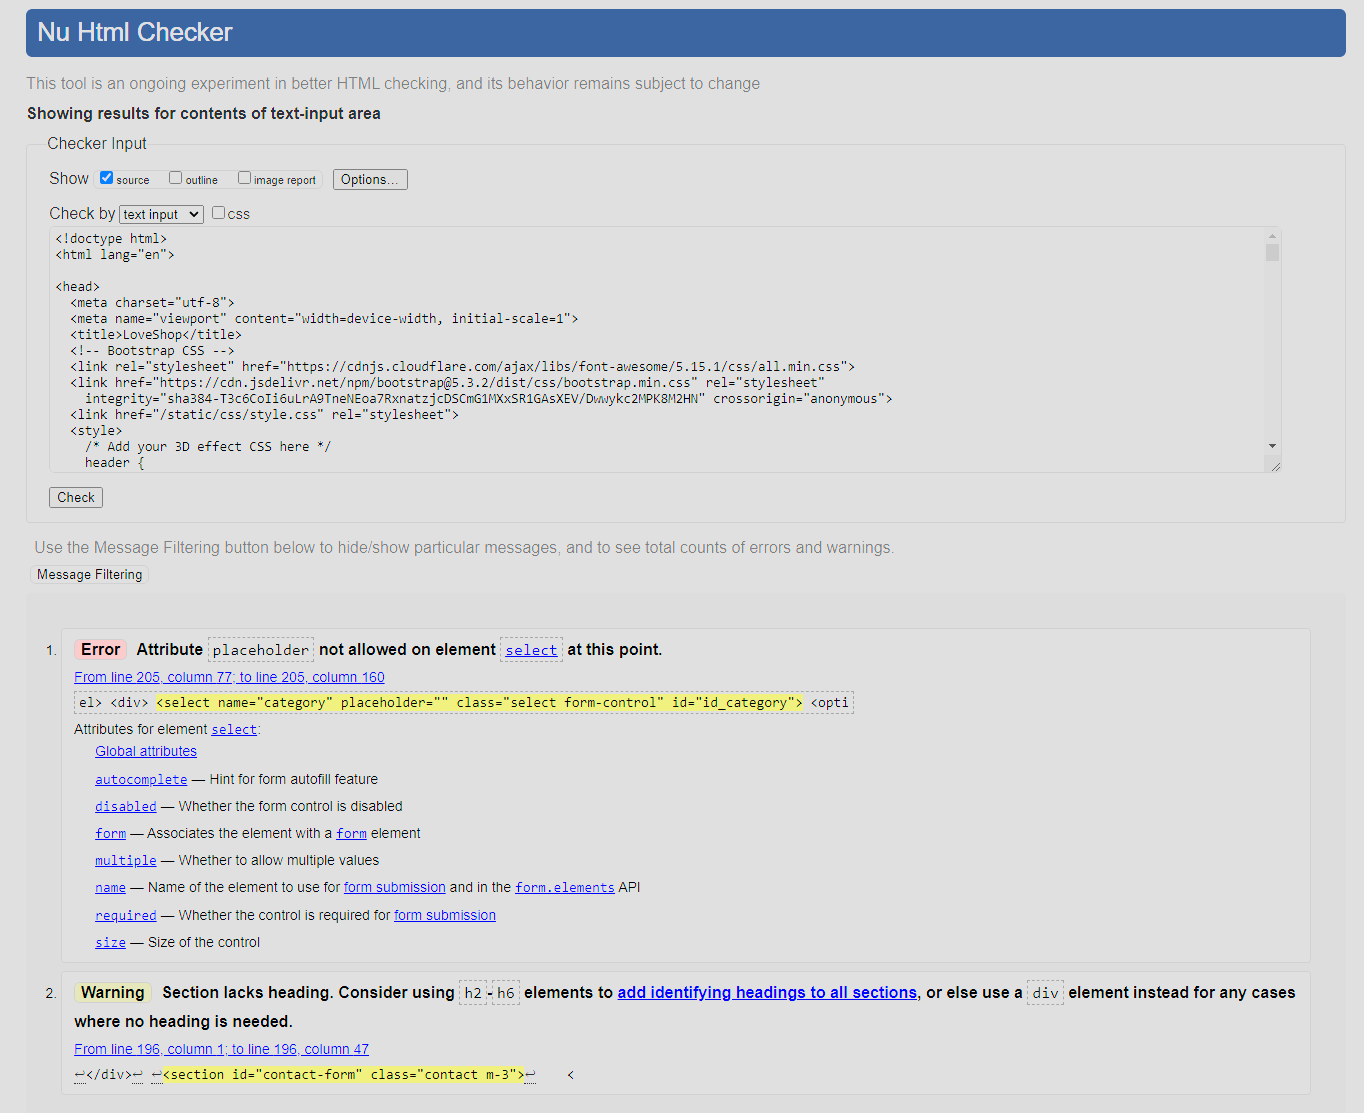 Nu Html Checker
This tool is an ongoing experiment in better HTML checking, and its behavior remains subject to change
Showing results for contents of text-input area
Checker Input
Show source outline image report Options...
Check by text input css
<!doctype html>
<html lang="en">
<head>
<meta charset="utf-8">
<meta name="viewport" content="width=device-width, initial-scale=1">
<title>LoveShop</title>
<!-- Bootstrap CSS -->
<link rel="stylesheet" href="https://cdnjs.cloudflare.com/ajax/libs/font-awesome/5.15.1/css/all.min.css">
<link href="https://cdn.jsdelivr.net/npm/bootstrap@5.3.2/dist/css/bootstrap.min.css" rel="stylesheet"
integrity="sha384-T3c6CoIi6uLrA9TneNEoa7RxnatzjcDSCmG1MXxSR1GAsXEV/Dwwykc2MPK8M2HN" crossorigin="anonymous">
<link href="/static/css/style.css" rel="stylesheet">
<style>
/* Add your 3D effect CSS here */
header {
Check
Use the Message Filtering button below to hide/show particular messages, and to see total counts of errors and warnings.
Message Filtering
1. Error Attribute placeholder not allowed on element select at this point.
From line 205, column 77; to line 205, column 160
el> <div> <select name="category" placeholder="" class="select form-control" id="id_category"> <opti
Attributes for element select:
Global attributes
autocomplete — Hint for form autofill feature
disabled — Whether the form control is disabled
form — Associates the element with a form element
multiple — Whether to allow multiple values
name — Name of the element to use for form submission and in the form.elements API
required — Whether the control is required for form submission
size — Size of the control
2. Warning Section lacks heading. Consider using h2-h6 elements to add identifying headings to all sections, or else use a div element instead for any cases
where no heading is needed.
From line 196, column 1; to line 196, column 47
↩</div>↩ ↩<section id="contact-form" class="contact m-3">↩ <